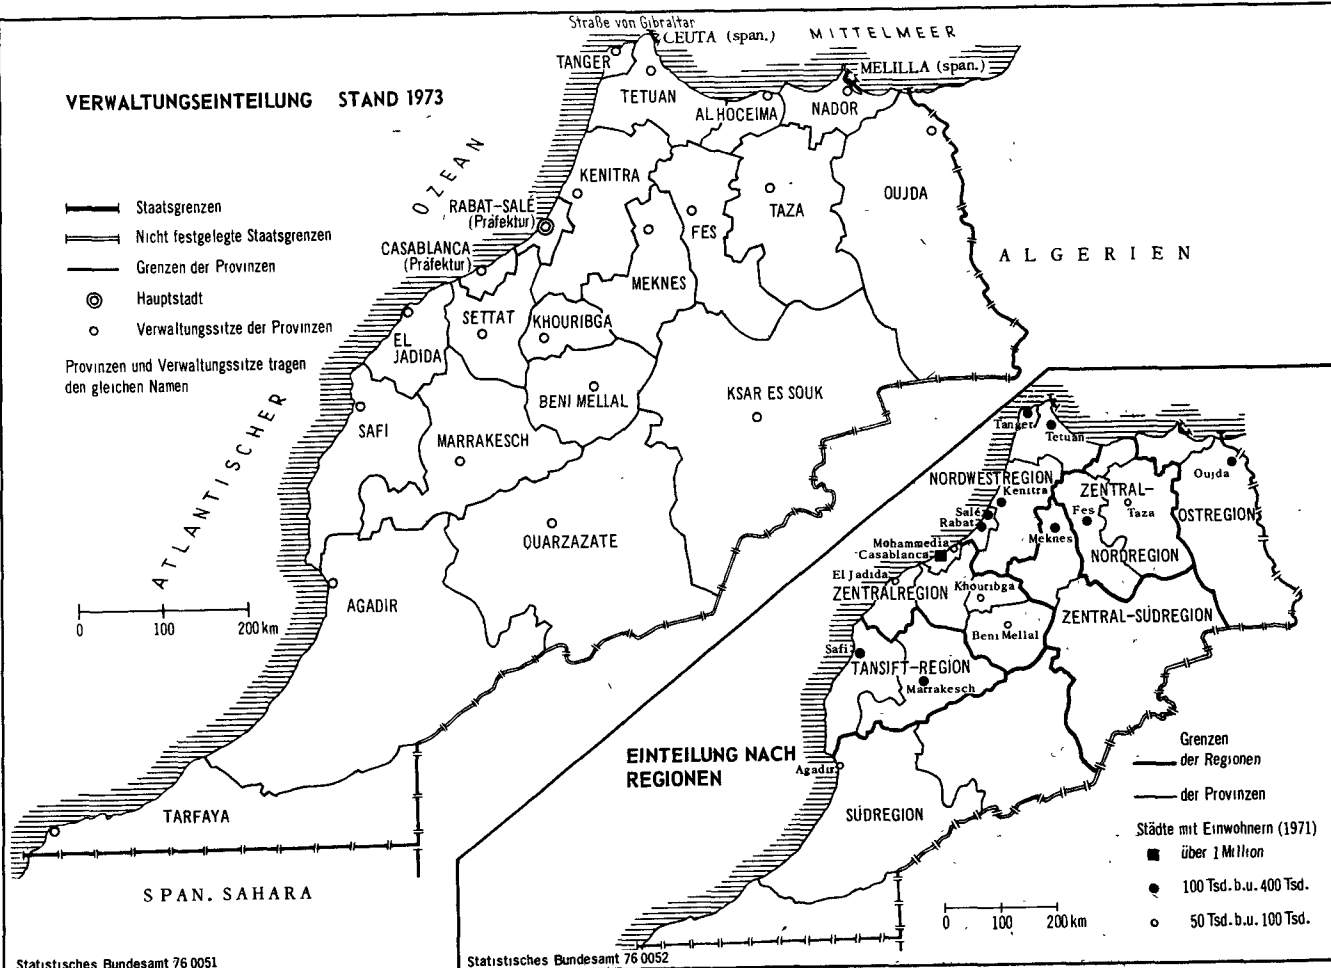 Straße von Gibraltar
CEUTA (span.)
MITTELMEER
TANGER
MELILLA (span.)
VERWALTUNGSEINTEILUNG STAND 1973
TETUAN
AL HOCEIMA
NADOR
OZEAN
KENITRA
OUJDA
Staatsgrenzen
RABAT-SALÉ
(Präfektur)
TAZA
FES
Nicht festgelegte Staatsgrenzen
CASABLANCA
(Präfektur)
ALGERIEN
Grenzen der Provinzen
MEKNES
Hauptstadt
SETTAT
KHOURIBGA
Verwaltungssitze der Provinzen
EL
JADIDA
Provinzen und Verwaltungssitze tragen
den gleichen Namen
KSAR ES SOUK
BENI MELLAL
ATLANTISCHER
SAFI
MARRAKESCH
QUARZAZATE
AGADIR
0 100 200 km
TARFAYA
SPAN. SAHARA
Statistisches Bundesamt 76 0051
Tanger
Tetuan
Oujda
NORDWESTREGION
Kenitra
ZENTRAL-
Fes
Taza
Salé
Rabat
OSTREGION
Meknes
Mohammedia
Casablanca
NORDREGION
El Jadida
Khouribga
ZENTRALREGION
ZENTRAL-SÜDREGION
Beni Mellal
Safi
TANSIFT-REGION
Marrakesch
EINTEILUNG NACH
REGIONEN
Agadir
SÜDREGION
Grenzen
der Regionen
der Provinzen
Städte mit Einwohnern (1971)
über 1 Million
100 Tsd. b.u. 400 Tsd.
50 Tsd. b.u. 100 Tsd.
0 100 200 km
Statistisches Bundesamt 76 0052